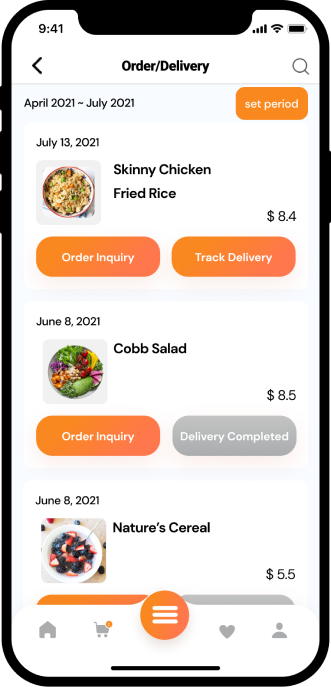 9:41
Order/Delivery
April 2021 ~ July 2021
set period
July 13, 2021
Skinny Chicken
Fried Rice
$ 8.4
Order Inquiry
Track Delivery
June 8, 2021
Cobb Salad
$ 8.5
Order Inquiry
Delivery Completed
June 8, 2021
Nature's Cereal
$ 5.5